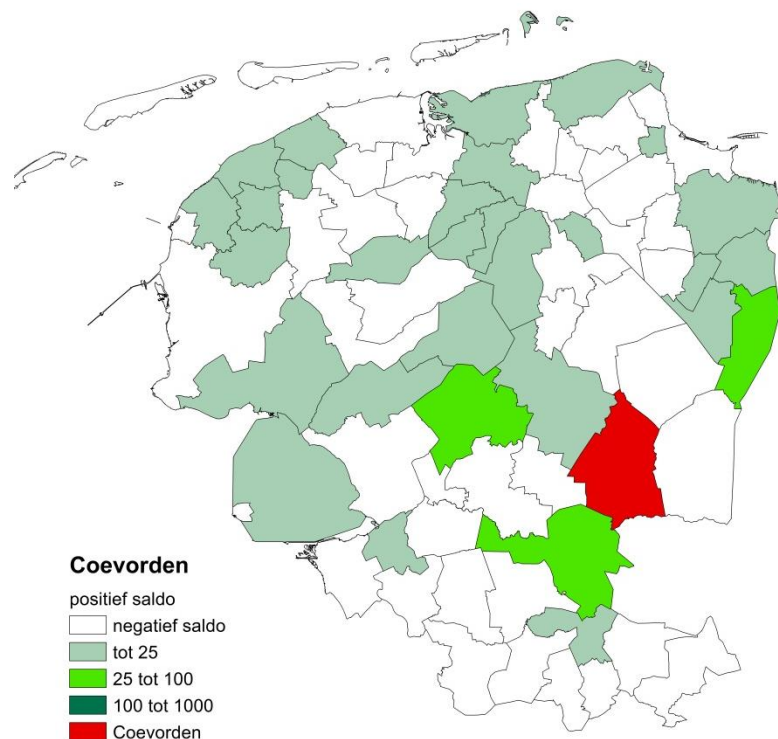 Coevorden
positief saldo
negatief saldo
tot 25
25 tot 100
100 tot 1000
Coevorden